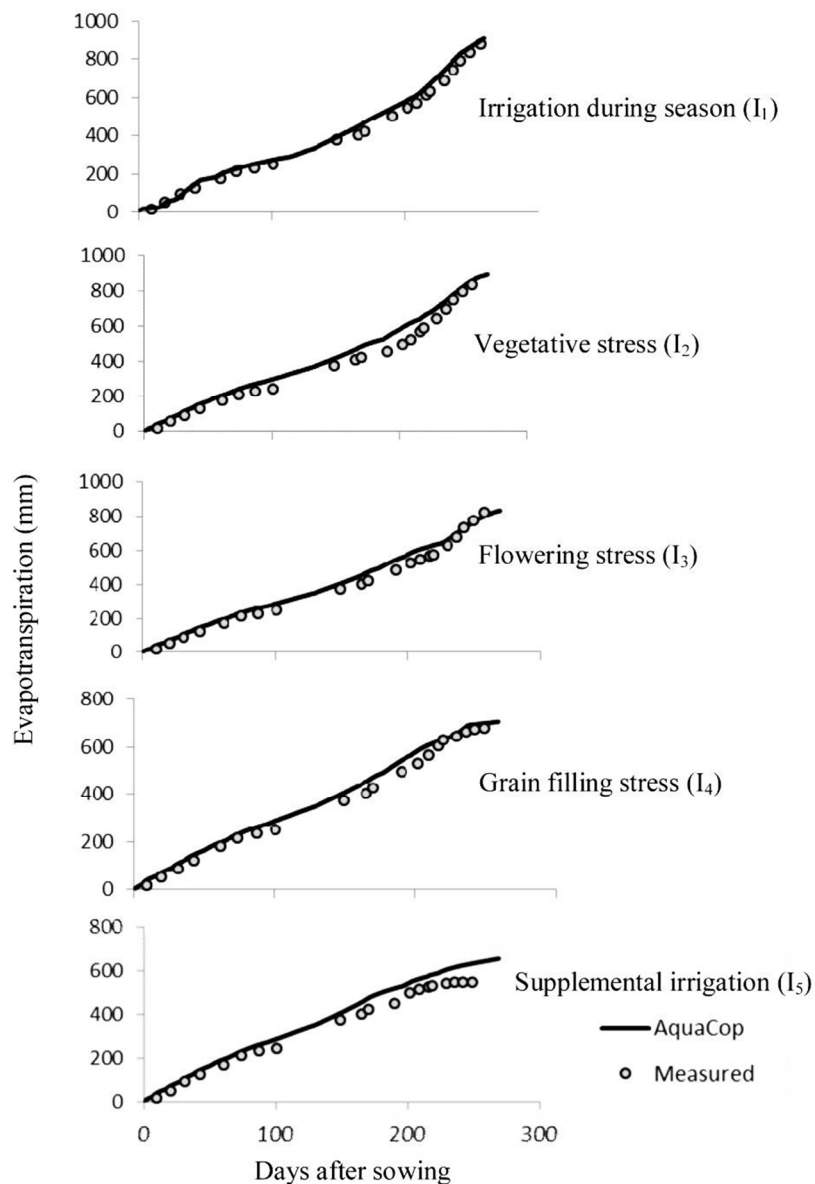 1000
800
600
400
200
0
Irrigation during season (I₁)
1000
800
600
400
200
0
Vegetative stress (I₂)
1000
800
600
400
200
0
Flowering stress (I₃)
800
600
400
200
0
Grain filling stress (I₄)
800
600
400
200
0
Supplemental irrigation (I₅)
AquaCop
Measured
0 100 200 300
Days after sowing
Evapotranspiration (mm)